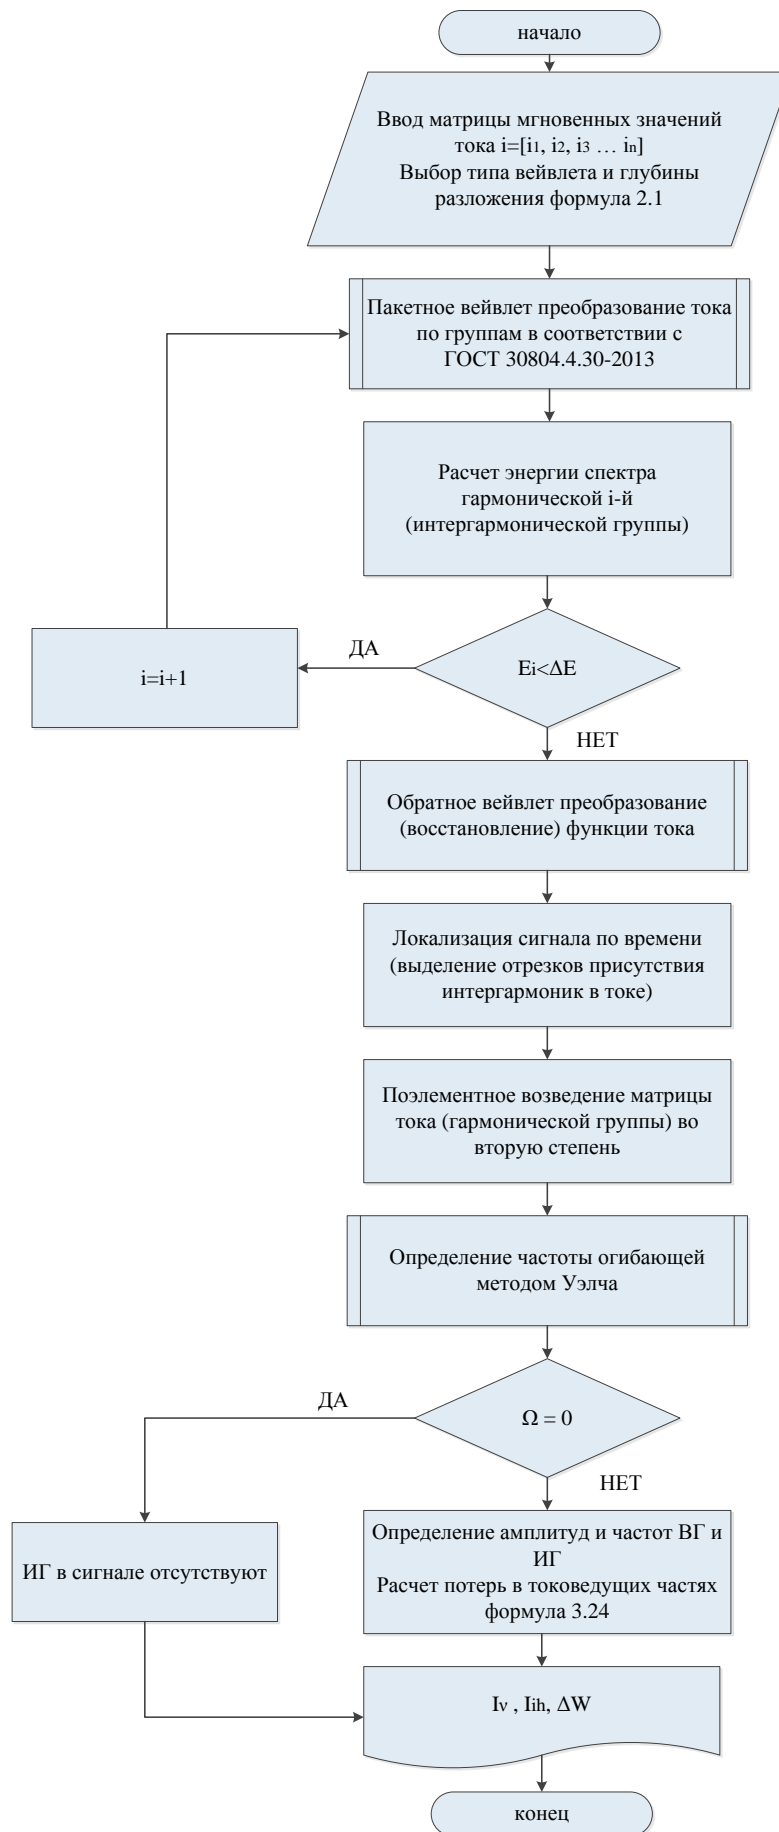 начало
Ввод матрицы мгновенных значений
тока i=[i1, i2, i3 … in]
Выбор типа вейвлета и глубины
разложения формула 2.1
Пакетное вейвлет преобразование тока
по группам в соответствии с
ГОСТ 30804.4.30-2013
Расчет энергии спектра
гармонической i-й
(интергармонической группы)
ДА
Ei<ΔE
i=i+1
НЕТ
Обратное вейвлет преобразование
(восстановление) функции тока
Локализация сигнала по времени
(выделение отрезков присутствия
интергармоник в токе)
Поэлементное возведение матрицы
тока (гармонической группы) во
вторую степень
Определение частоты огибающей
методом Уэлча
ДА
Ω = 0
НЕТ
ИГ в сигнале отсутствуют
Определение амплитуд и частот ВГ и
ИГ
Расчет потерь в токоведущих частях
формула 3.24
Iν , Iih, ΔW
конец